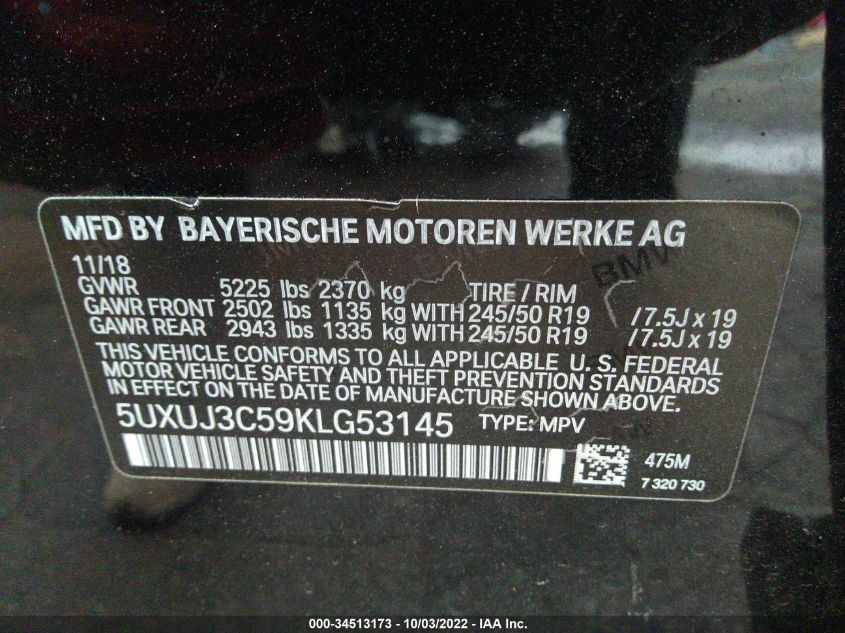 MFD BY BAYERISCHE MOTOREN WERKE AG
11/18
GVWR 5225 lbs 2370 kg TIRE / RIM
GAWR FRONT 2502 lbs 1135 kg WITH 245/50 R19 /7.5J x 19
GAWR REAR 2943 lbs 1335 kg WITH 245/50 R19 /7.5J x 19
THIS VEHICLE CONFORMS TO ALL APPLICABLE U. S. FEDERAL
MOTOR VEHICLE SAFETY AND THEFT PREVENTION STANDARDS
IN EFFECT ON THE DATE OF MANUFACTURE SHOWN ABOVE.
5UXUJ3C59KLG53145 TYPE: MPV
475M
7 320 730
BMW
000-34513173 - 10/03/2022 - IAA Inc.